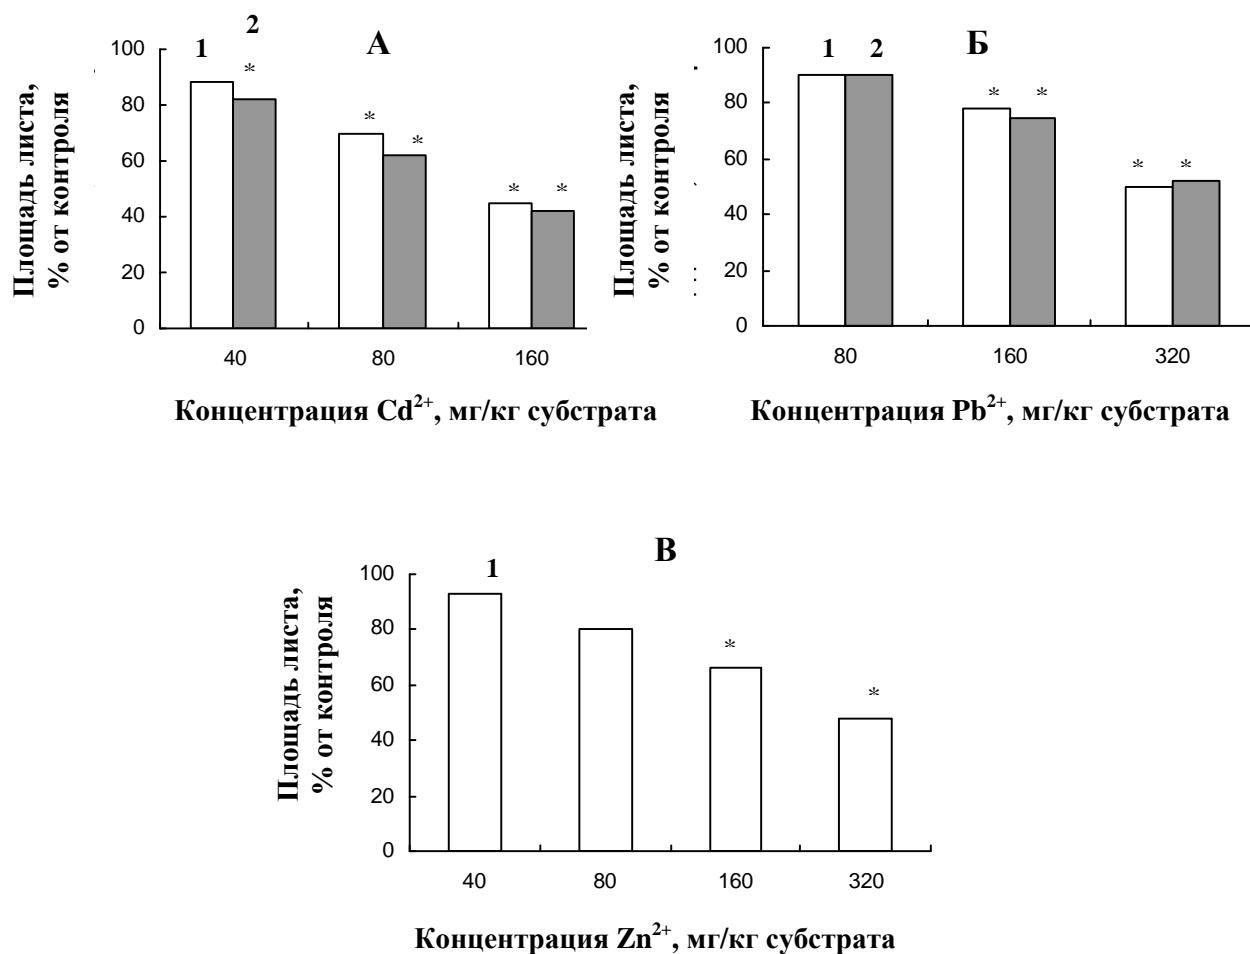 А
1 2
*
* *
* *
100
80
60
40
20
0
Площадь листа,
% от контроля
40 80 160
Концентрация Cd²⁺, мг/кг субстрата
Б
1 2
* *
* *
100
80
60
40
20
0
Площадь листа,
% от контроля
80 160 320
Концентрация Pb²⁺, мг/кг субстрата
В
1
*
*
100
80
60
40
20
0
Площадь листа,
% от контроля
40 80 160 320
Концентрация Zn²⁺, мг/кг субстрата